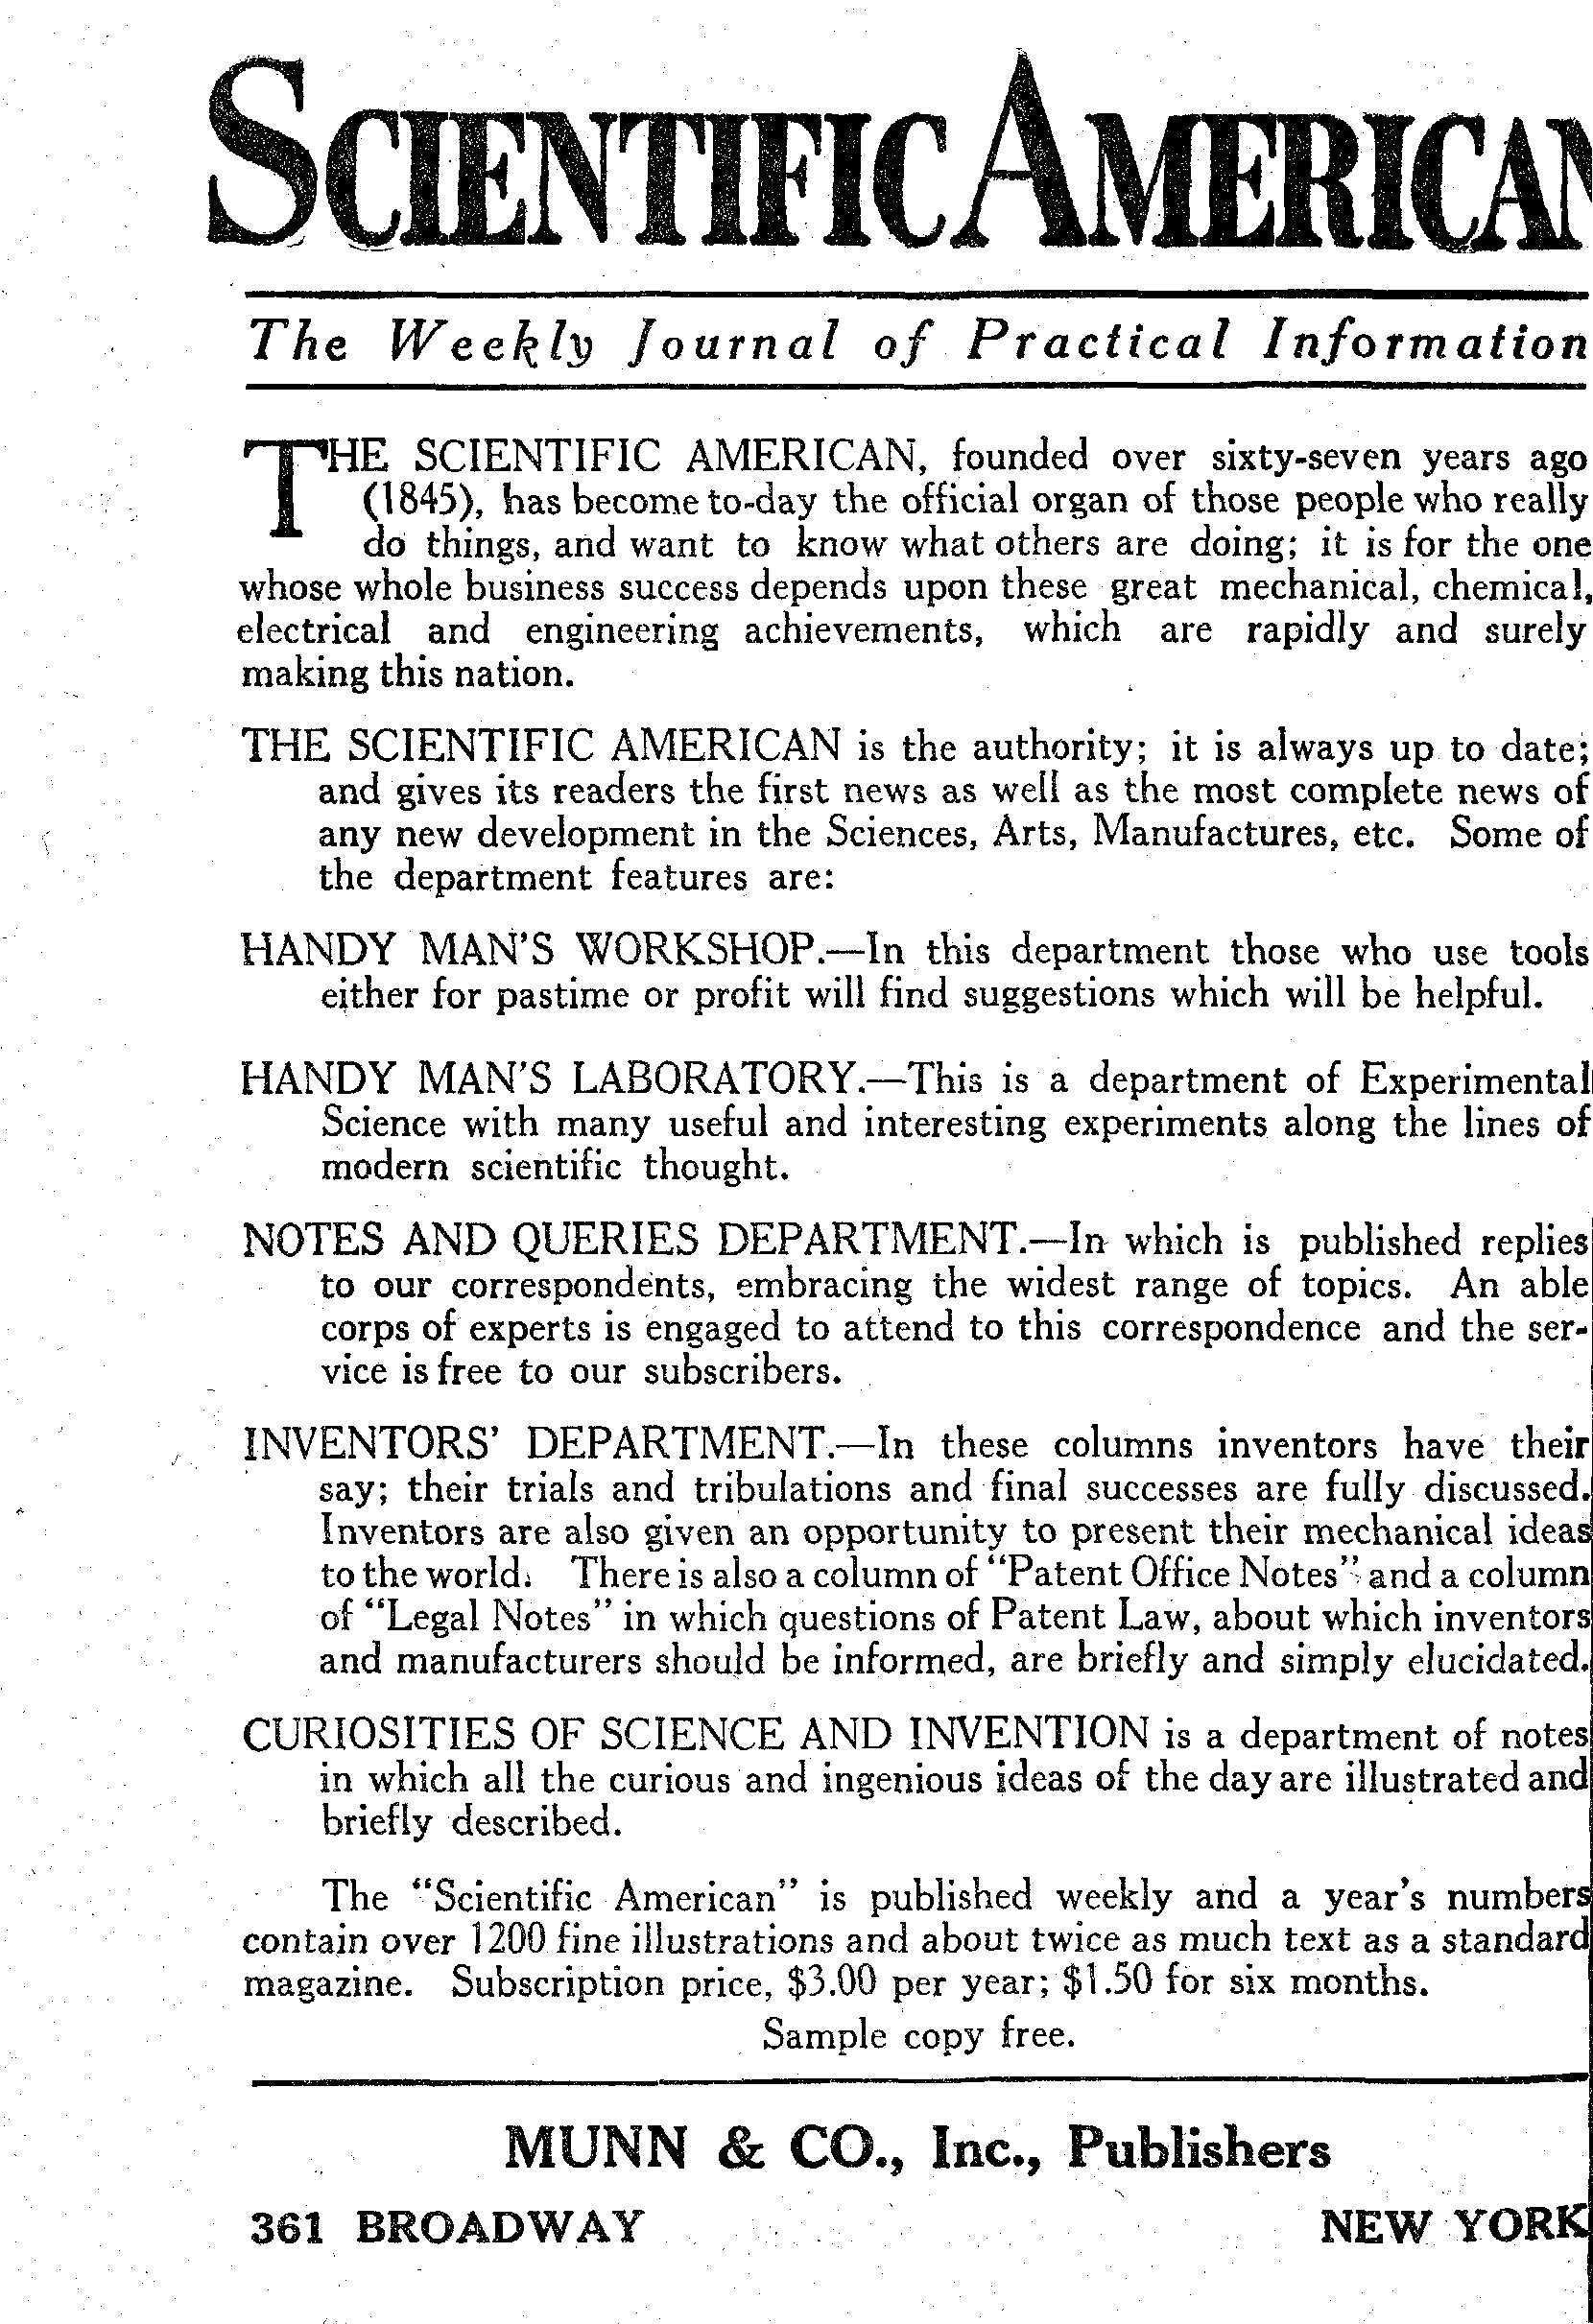 SCIENTIFIC AMERICAN
The Weekly Journal of Practical Information
THE SCIENTIFIC AMERICAN, founded over sixty-seven years ago
(1845), has become to-day the official organ of those people who really
do things, and want to know what others are doing; it is for the one
whose whole business success depends upon these great mechanical, chemical,
electrical and engineering achievements, which are rapidly and surely
making this nation.
THE SCIENTIFIC AMERICAN is the authority; it is always up to date;
and gives its readers the first news as well as the most complete news of
any new development in the Sciences, Arts, Manufactures, etc. Some of
the department features are:
HANDY MAN'S WORKSHOP.—In this department those who use tools
either for pastime or profit will find suggestions which will be helpful.
HANDY MAN'S LABORATORY.—This is a department of Experimental
Science with many useful and interesting experiments along the lines of
modern scientific thought.
NOTES AND QUERIES DEPARTMENT.—In which is published replies
to our correspondents, embracing the widest range of topics. An able
corps of experts is engaged to attend to this correspondence and the ser-
vice is free to our subscribers.
INVENTORS' DEPARTMENT.—In these columns inventors have their
say; their trials and tribulations and final successes are fully discussed.
Inventors are also given an opportunity to present their mechanical ideas
to the world. There is also a column of "Patent Office Notes" and a column
of "Legal Notes" in which questions of Patent Law, about which inventors
and manufacturers should be informed, are briefly and simply elucidated.
CURIOSITIES OF SCIENCE AND INVENTION is a department of notes
in which all the curious and ingenious ideas of the day are illustrated and
briefly described.
The "Scientific American" is published weekly and a year's numbers
contain over 1200 fine illustrations and about twice as much text as a standard
magazine. Subscription price, $3.00 per year; $1.50 for six months.
Sample copy free.
MUNN & CO., Inc., Publishers
361 BROADWAY NEW YORK